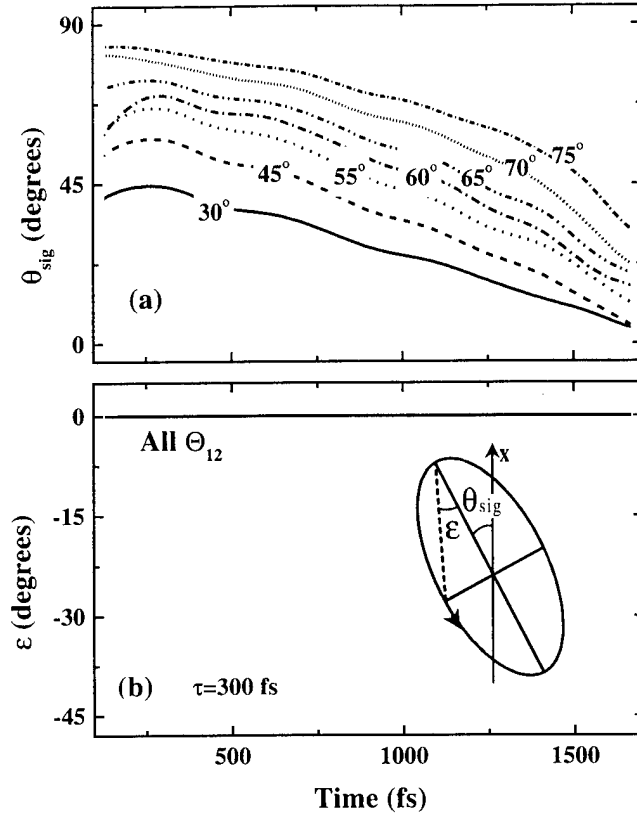 90
45
0
θsig (degrees)
75°
70°
65°
60°
55°
45°
30°
(a)
0
-15
-30
-45
ε (degrees)
All Θ12
x
θsig
ε
(b) τ=300 fs
500 1000 1500
Time (fs)